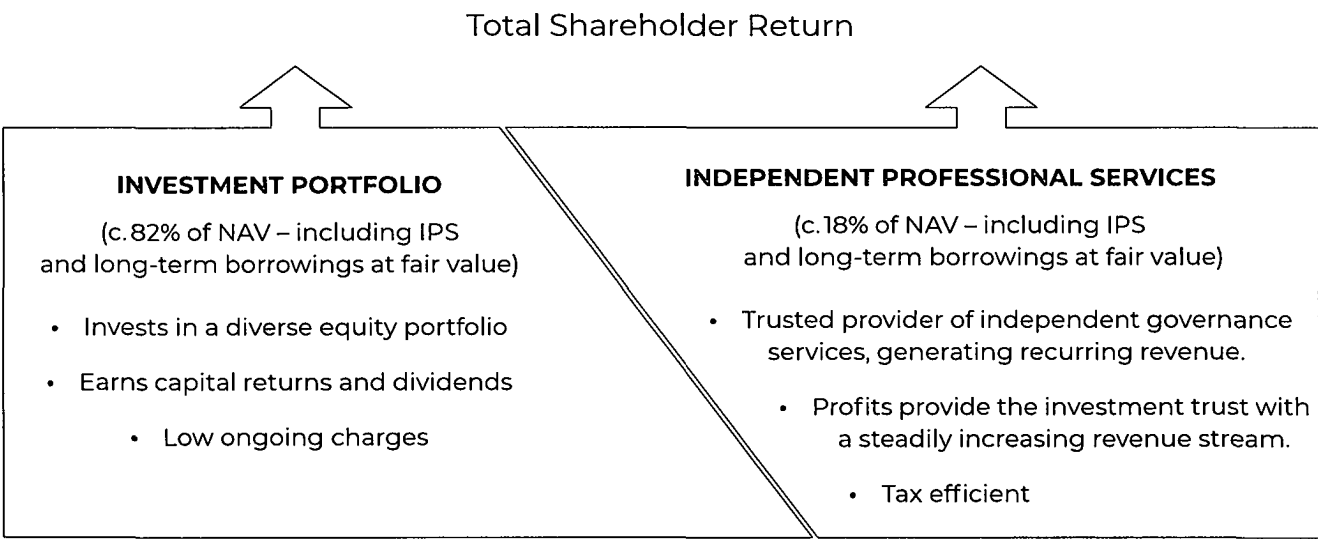 Total Shareholder Return
INVESTMENT PORTFOLIO
(c.82% of NAV – including IPS
and long-term borrowings at fair value)
• Invests in a diverse equity portfolio
• Earns capital returns and dividends
• Low ongoing charges
INDEPENDENT PROFESSIONAL SERVICES
(c.18% of NAV – including IPS
and long-term borrowings at fair value)
• Trusted provider of independent governance
services, generating recurring revenue.
• Profits provide the investment trust with
a steadily increasing revenue stream.
• Tax efficient